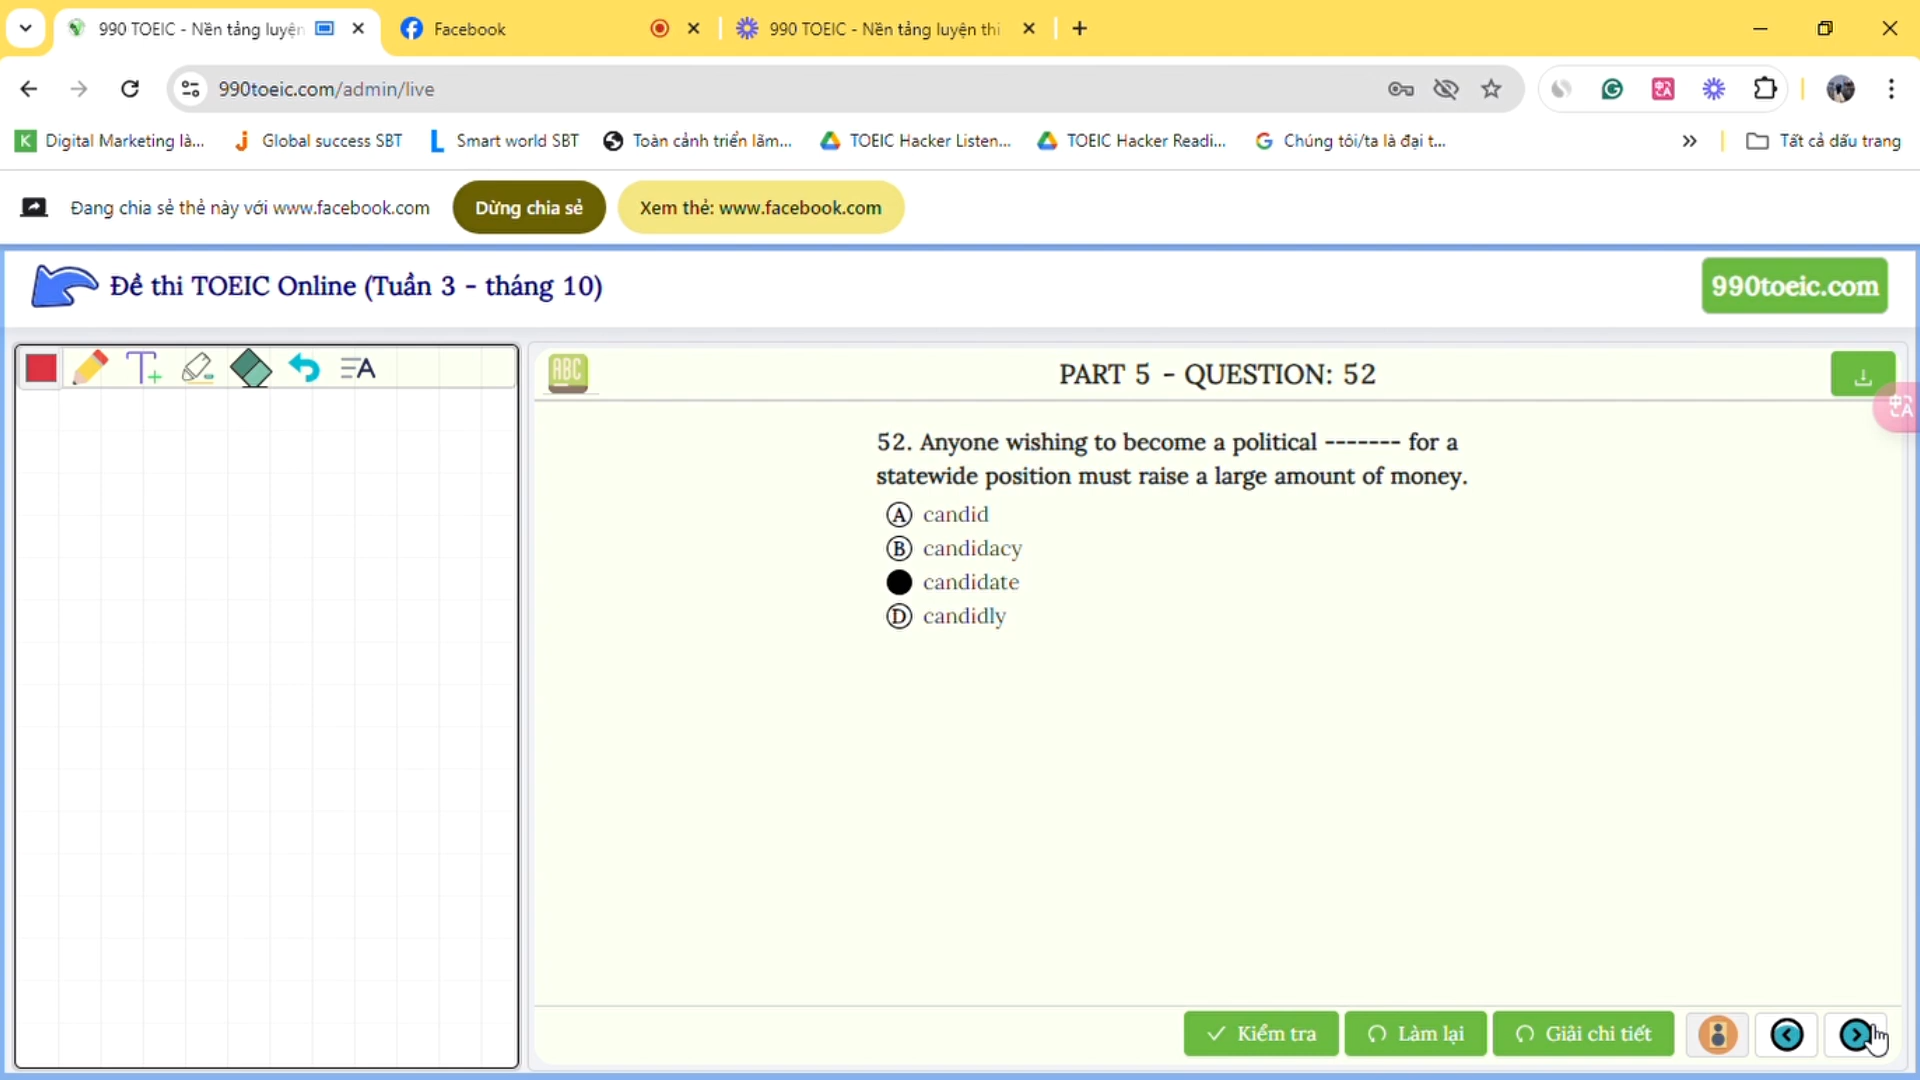 990 TOEIC - Nền tảng luyện
Facebook
990 TOEIC - Nền tảng luyện thi
990toeic.com/admin/live
Digital Marketing là...
Global success SBT
Smart world SBT
Toàn cảnh triển lãm...
TOEIC Hacker Listen...
TOEIC Hacker Readi...
Chúng tôi/ta là đại t...
Tất cả dấu trang
Đang chia sẻ thẻ này với www.facebook.com
Dừng chia sẻ
Xem thẻ: www.facebook.com
Đề thi TOEIC Online (Tuần 3 - tháng 10)
990toeic.com
ABC
PART 5 - QUESTION: 52
52. Anyone wishing to become a political ------- for a
statewide position must raise a large amount of money.
A candid
B candidacy
candidate
D candidly
Kiểm tra
Làm lại
Giải chi tiết